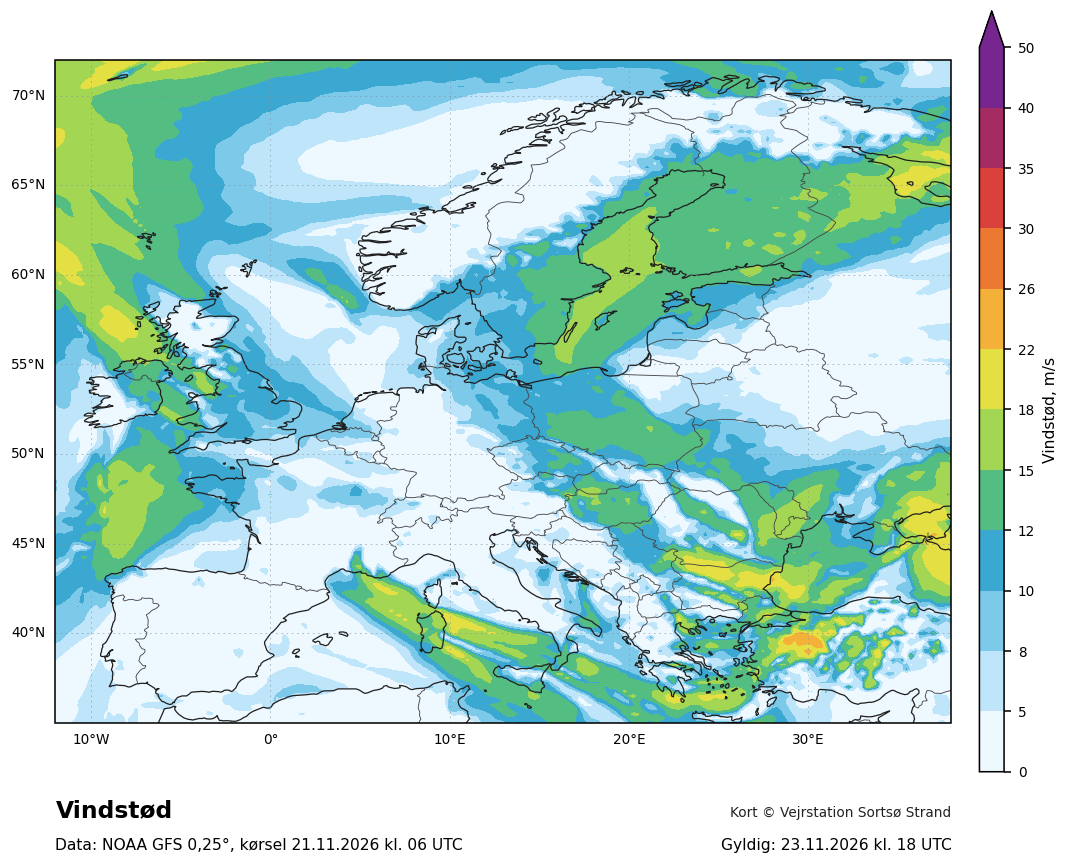 50
40
35
30
26
22
18
15
12
10
8
5
0
Vindstød, m/s
70°N
65°N
60°N
55°N
50°N
45°N
40°N
10°W
0°
10°E
20°E
30°E
Vindstød
Kort © Vejrstation Sortsø Strand
Data: NOAA GFS 0,25°, kørsel 21.11.2026 kl. 06 UTC
Gyldig: 23.11.2026 kl. 18 UTC